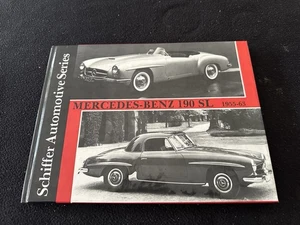 Schiffer Automotive Series
MERCEDES-BENZ 190 SL 1955-63